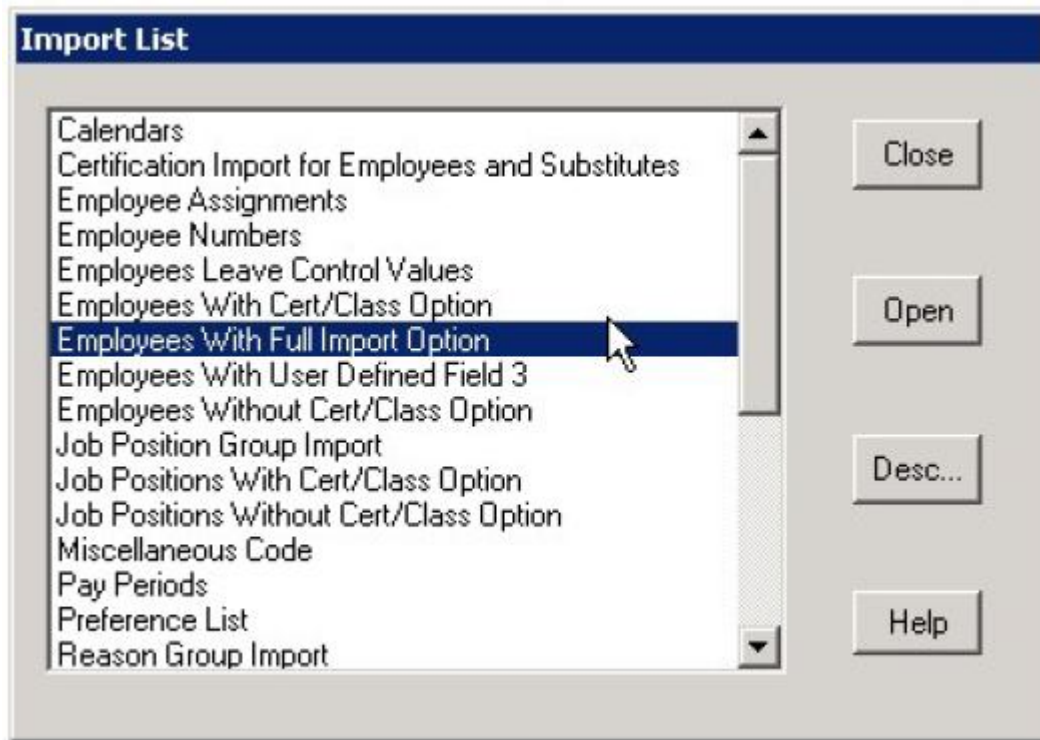 Import List
Calendars
Certification Import for Employees and Substitutes
Employee Assignments
Employee Numbers
Employees Leave Control Values
Employees With Cert/Class Option
Employees With Full Import Option
Employees With User Defined Field 3
Employees Without Cert/Class Option
Job Position Group Import
Job Positions With Cert/Class Option
Job Positions Without Cert/Class Option
Miscellaneous Code
Pay Periods
Preference List
Reason Group Import
Close
Open
Desc...
Help